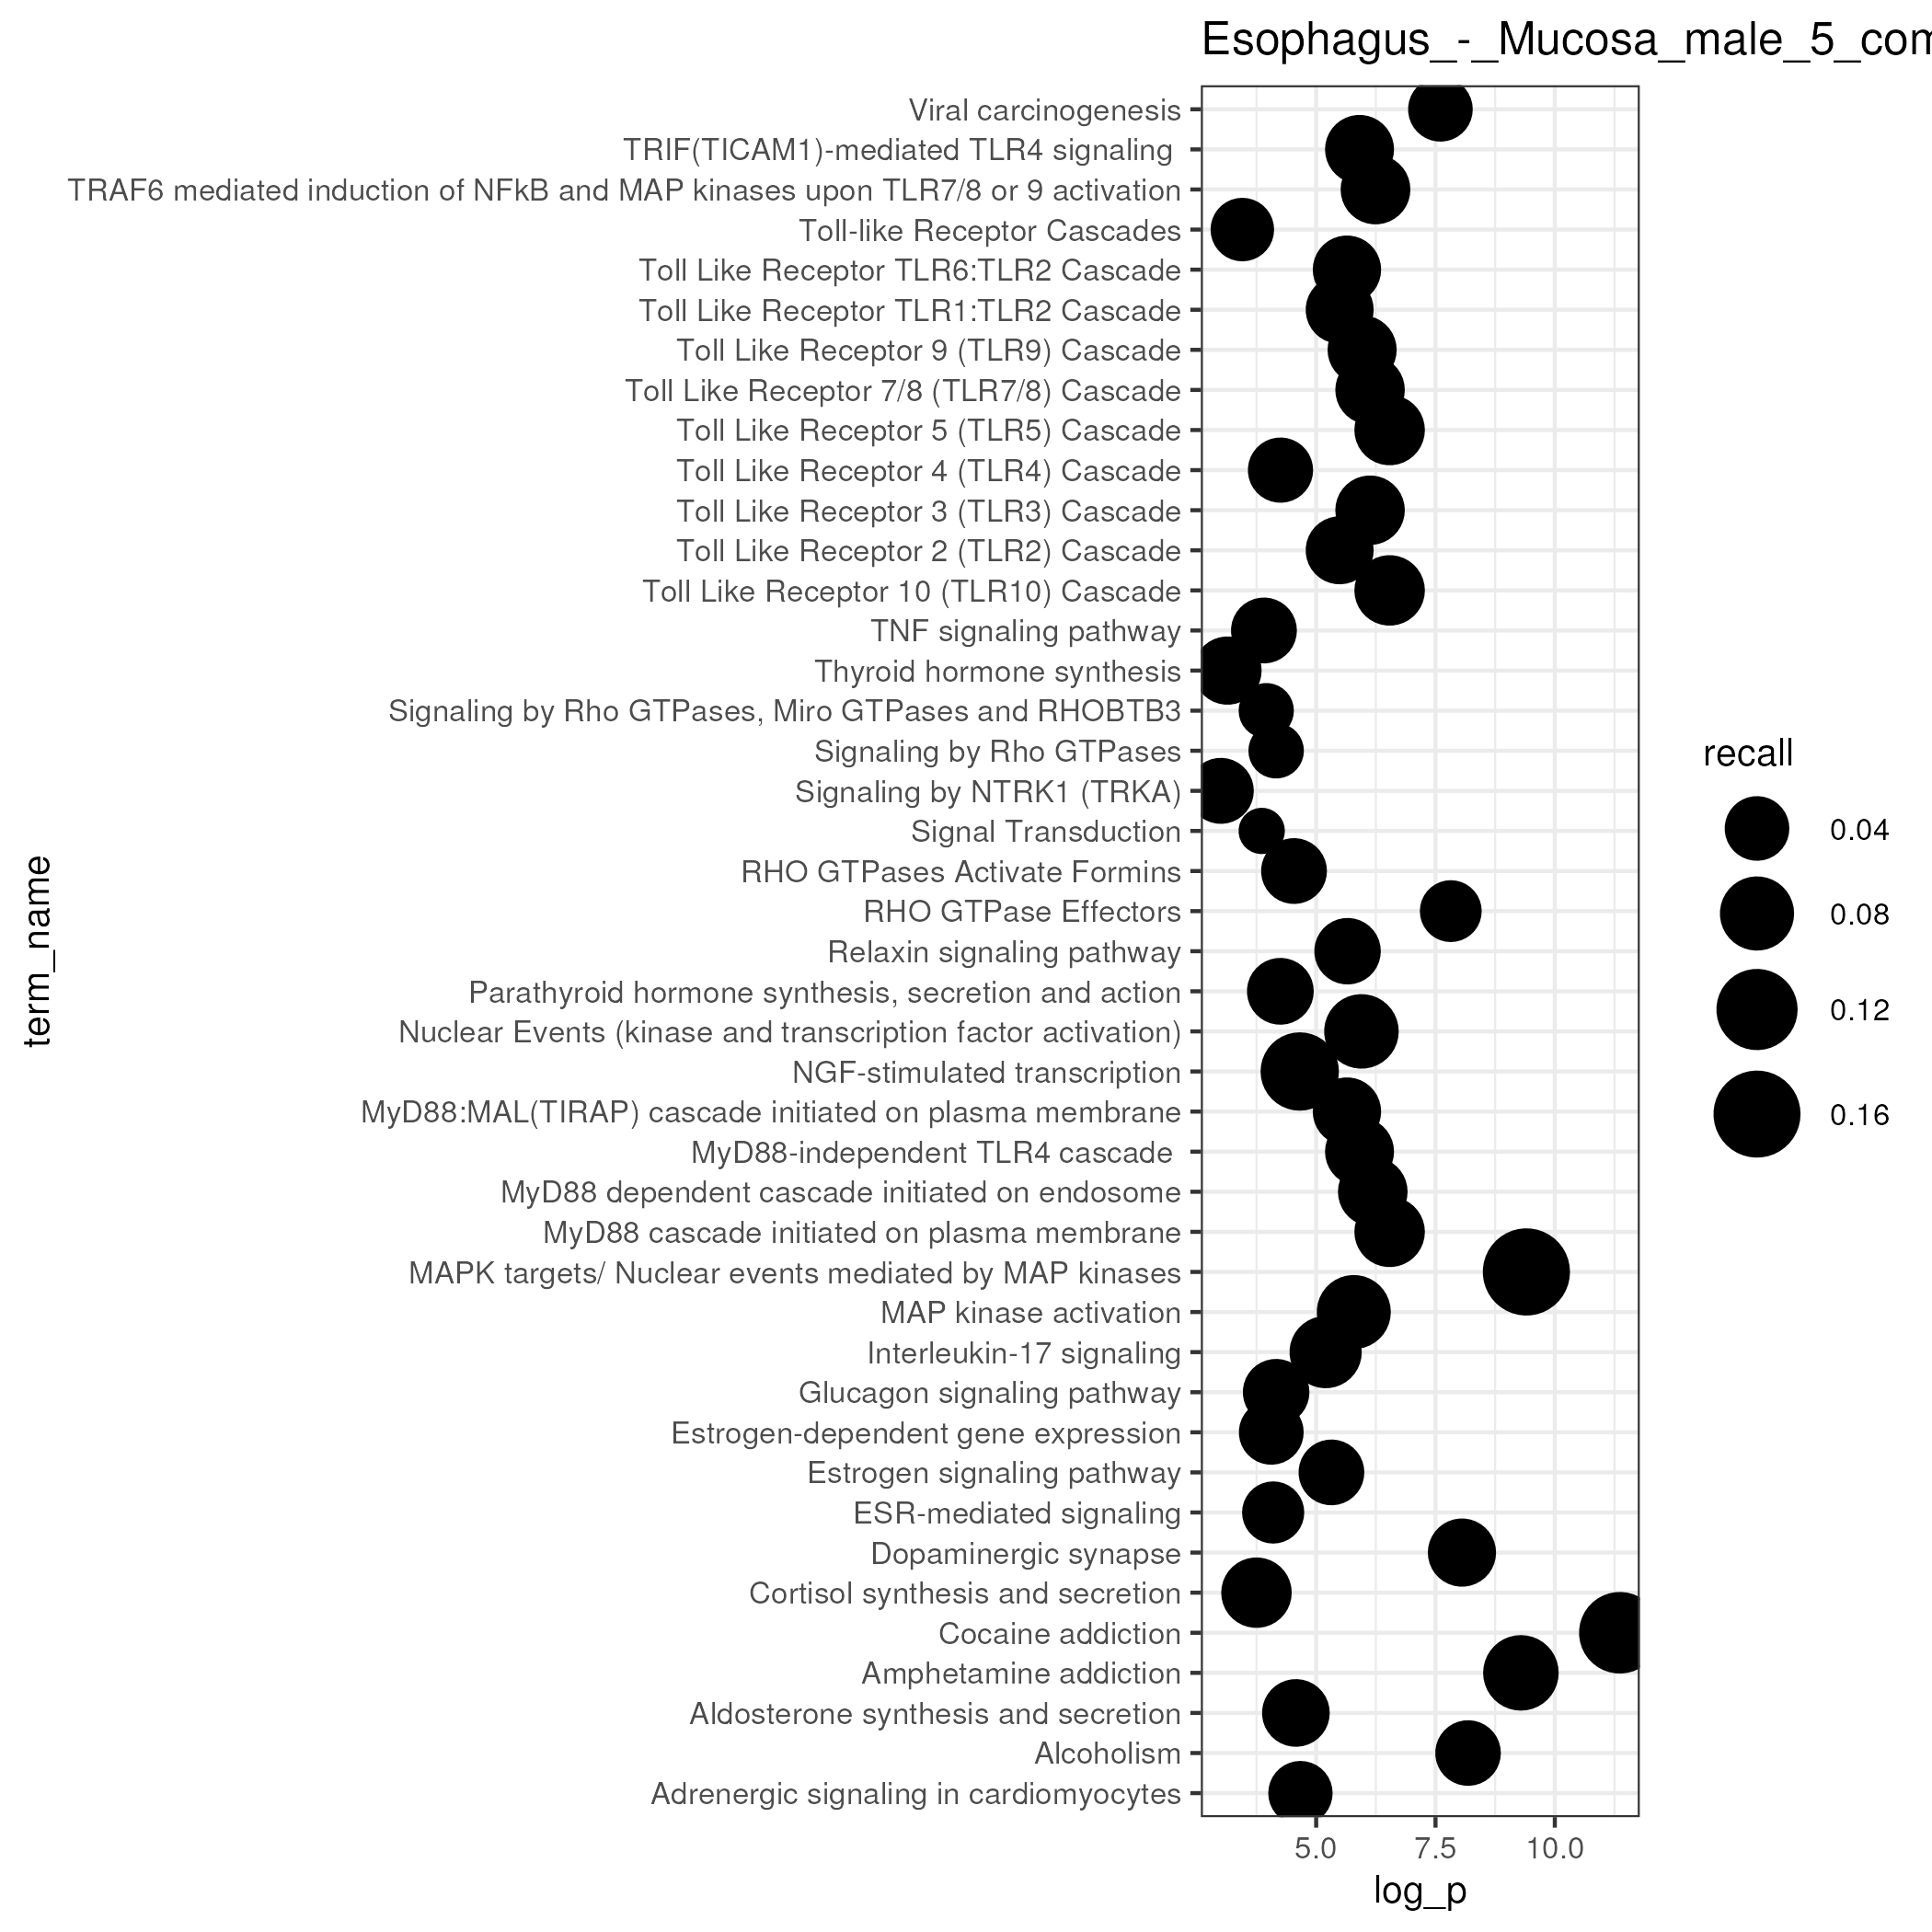 Esophagus_-_Mucosa_male_5_com
Viral carcinogenesis
TRIF(TICAM1)-mediated TLR4 signaling
TRAF6 mediated induction of NFkB and MAP kinases upon TLR7/8 or 9 activation
Toll-like Receptor Cascades
Toll Like Receptor TLR6:TLR2 Cascade
Toll Like Receptor TLR1:TLR2 Cascade
Toll Like Receptor 9 (TLR9) Cascade
Toll Like Receptor 7/8 (TLR7/8) Cascade
Toll Like Receptor 5 (TLR5) Cascade
Toll Like Receptor 4 (TLR4) Cascade
Toll Like Receptor 3 (TLR3) Cascade
Toll Like Receptor 2 (TLR2) Cascade
Toll Like Receptor 10 (TLR10) Cascade
TNF signaling pathway
Thyroid hormone synthesis
Signaling by Rho GTPases, Miro GTPases and RHOBTB3
Signaling by Rho GTPases
Signaling by NTRK1 (TRKA)
Signal Transduction
RHO GTPases Activate Formins
RHO GTPase Effectors
Relaxin signaling pathway
Parathyroid hormone synthesis, secretion and action
Nuclear Events (kinase and transcription factor activation)
NGF-stimulated transcription
MyD88:MAL(TIRAP) cascade initiated on plasma membrane
MyD88-independent TLR4 cascade
MyD88 dependent cascade initiated on endosome
MyD88 cascade initiated on plasma membrane
MAPK targets/ Nuclear events mediated by MAP kinases
MAP kinase activation
Interleukin-17 signaling
Glucagon signaling pathway
Estrogen-dependent gene expression
Estrogen signaling pathway
ESR-mediated signaling
Dopaminergic synapse
Cortisol synthesis and secretion
Cocaine addiction
Amphetamine addiction
Aldosterone synthesis and secretion
Alcoholism
Adrenergic signaling in cardiomyocytes
term_name
5.0 7.5 10.0
log_p
recall
0.04
0.08
0.12
0.16